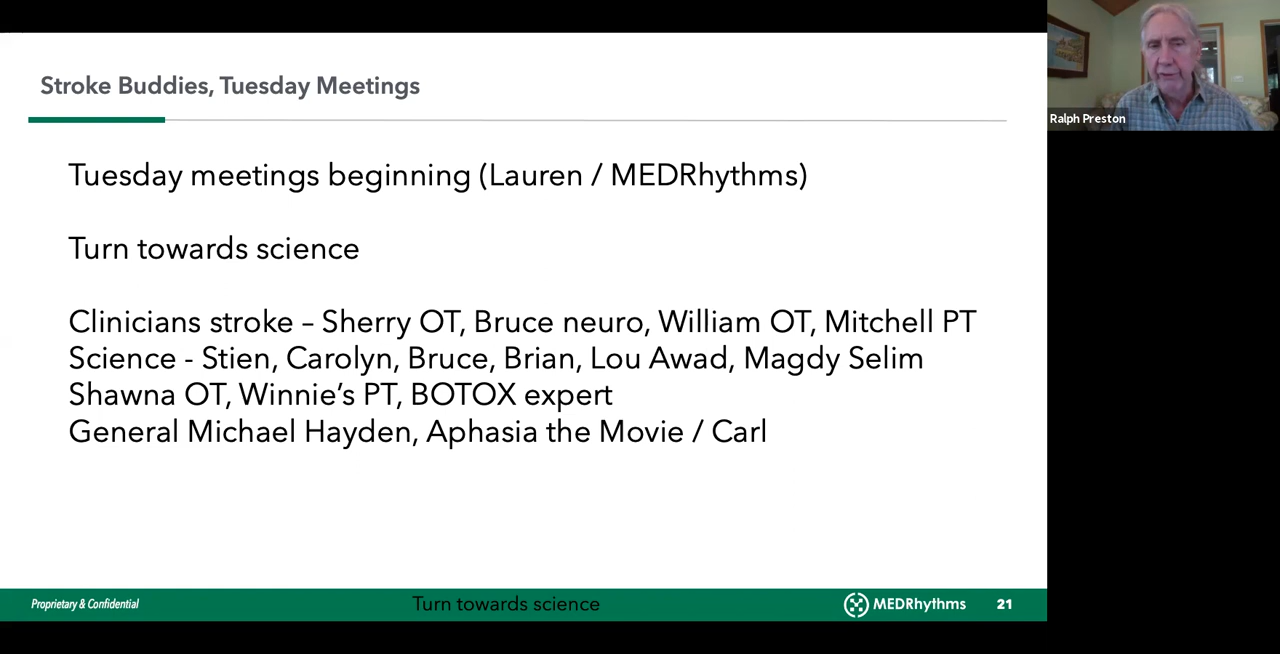 Stroke Buddies, Tuesday Meetings
Ralph Preston
Tuesday meetings beginning (Lauren / MEDRhythms)
Turn towards science
Clinicians stroke – Sherry OT, Bruce neuro, William OT, Mitchell PT
Science - Stien, Carolyn, Bruce, Brian, Lou Awad, Magdy Selim
Shawna OT, Winnie’s PT, BOTOX expert
General Michael Hayden, Aphasia the Movie / Carl
Proprietary & Confidential
Turn towards science
MEDRhythms
21